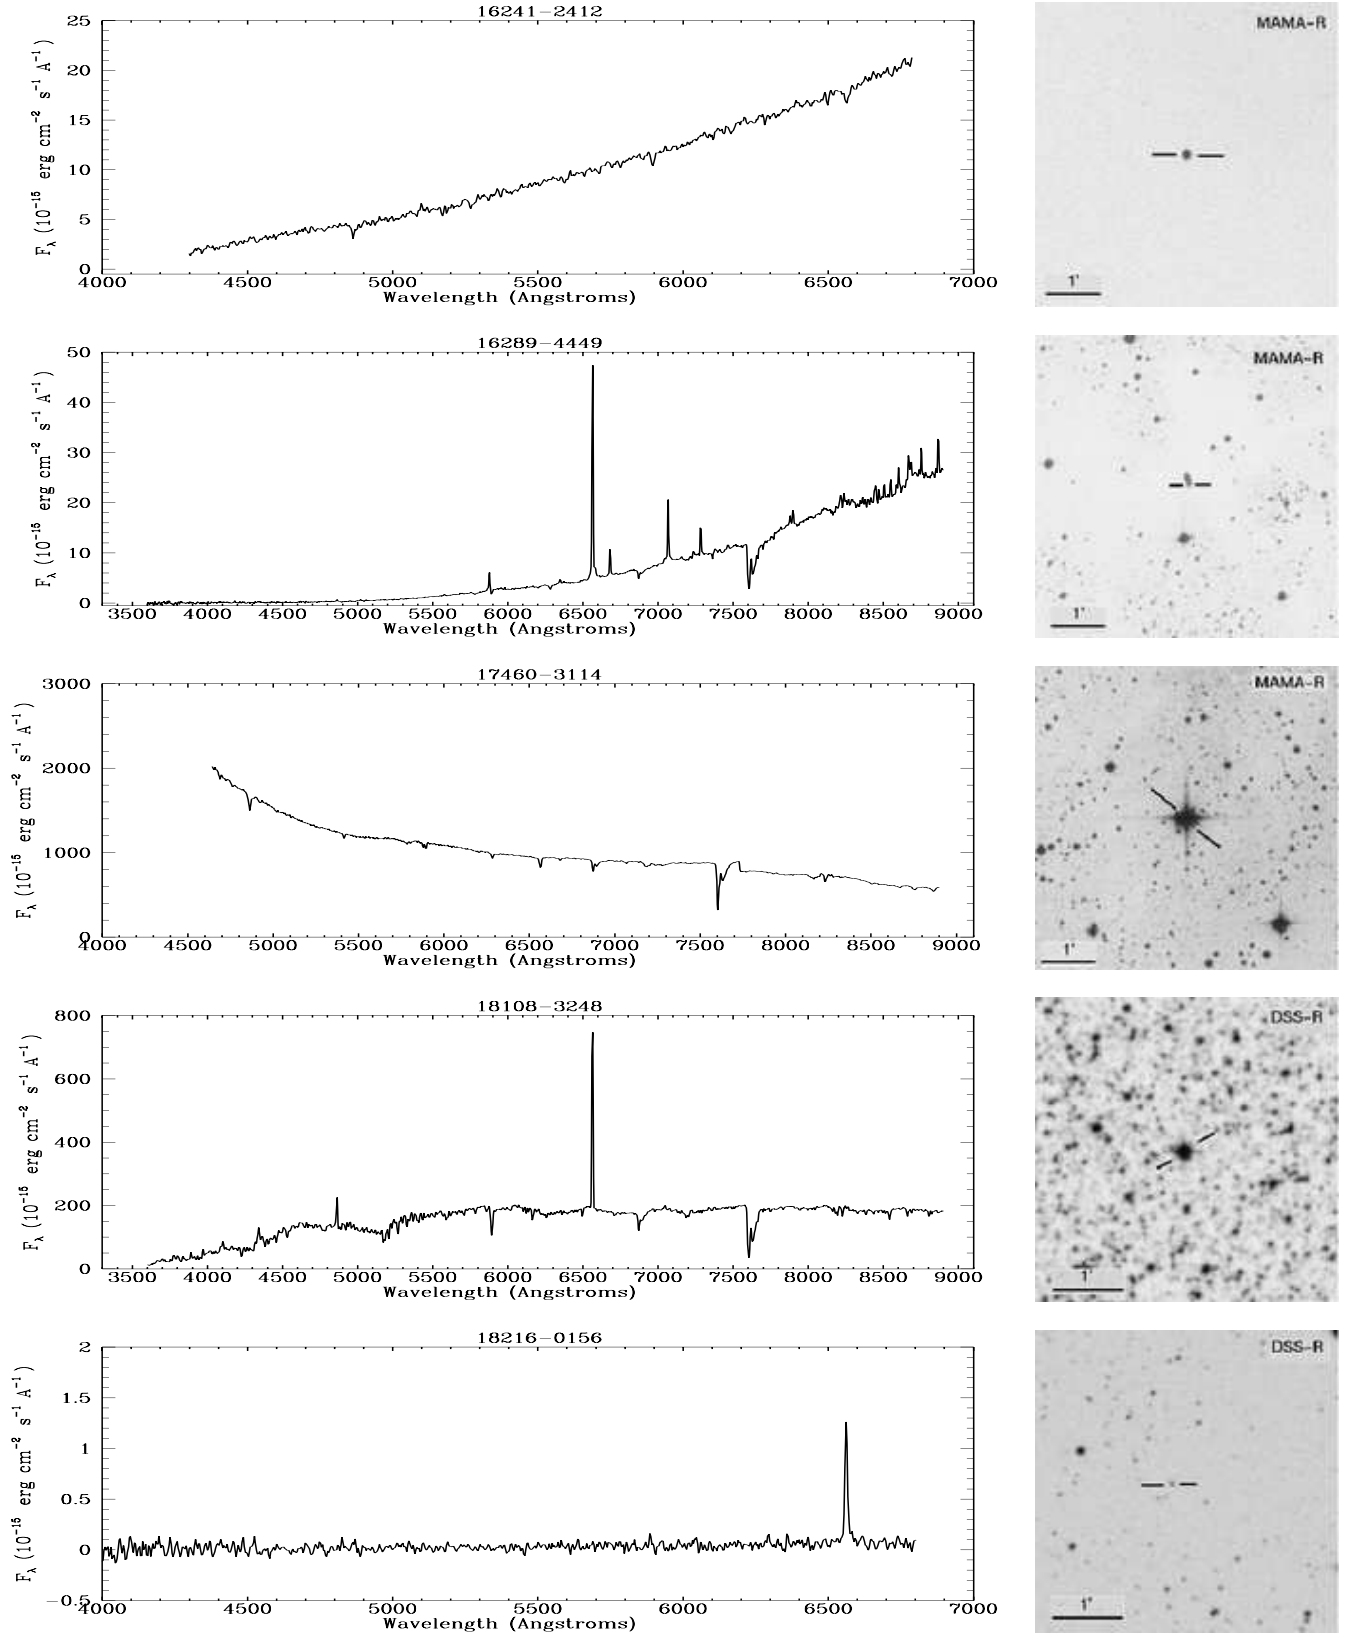 16241−2412
MAMA−R
25
20
15
10
5
0
F_λ (10^−15 erg cm^−2 s^−1 A^−1)
4000 4500 5000 5500 6000 6500 7000
Wavelength (Angstroms)
1'
16289−4449
MAMA−R
50
40
30
20
10
0
F_λ (10^−15 erg cm^−2 s^−1 A^−1)
3500 4000 4500 5000 5500 6000 6500 7000 7500 8000 8500 9000
Wavelength (Angstroms)
1'
17460−3114
MAMA−R
3000
2000
1000
0
F_λ (10^−15 erg cm^−2 s^−1 A^−1)
4000 4500 5000 5500 6000 6500 7000 7500 8000 8500 9000
Wavelength (Angstroms)
1'
18108−3248
DSS−R
800
600
400
200
0
F_λ (10^−15 erg cm^−2 s^−1 A^−1)
3500 4000 4500 5000 5500 6000 6500 7000 7500 8000 8500 9000
Wavelength (Angstroms)
1'
18216−0156
DSS−R
2
1.5
1
0.5
0
−0.5
F_λ (10^−15 erg cm^−2 s^−1 A^−1)
4000 4500 5000 5500 6000 6500 7000
Wavelength (Angstroms)
1'